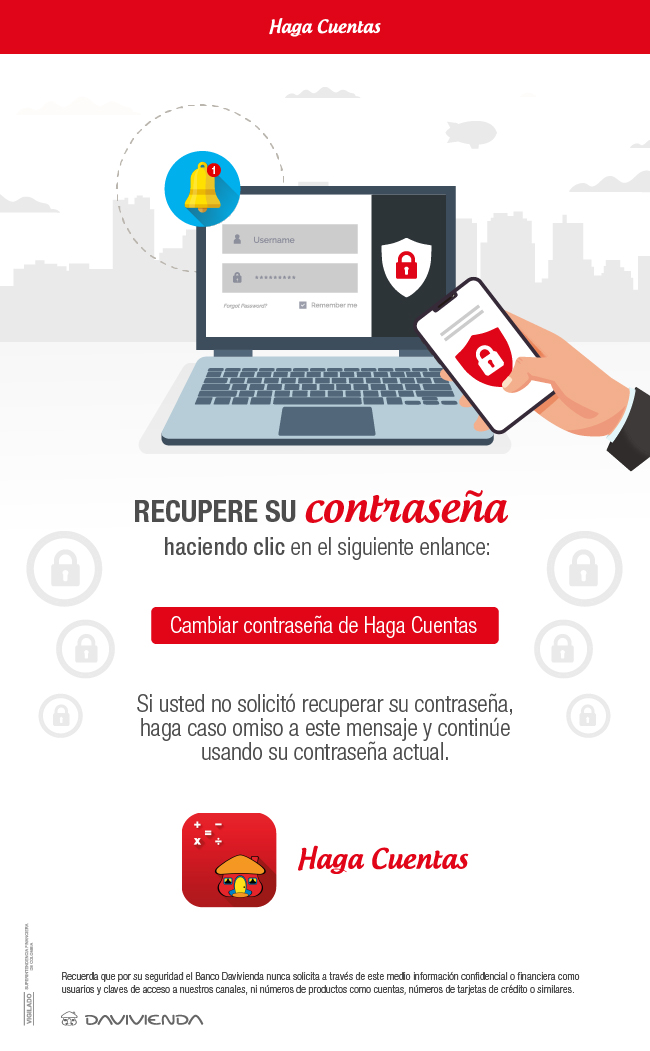 Haga Cuentas
1
Username
*********
Forgot Password?
Remember me
RECUPERE SU contraseña
haciendo clic en el siguiente enlance:
Cambiar contraseña de Haga Cuentas
Si usted no solicitó recuperar su contraseña,
haga caso omiso a este mensaje y continúe
usando su contraseña actual.
+ −
=
x ÷
Haga Cuentas
VIGILADO
SUPERINTENDENCIA FINANCIERA
DE COLOMBIA
Recuerda que por su seguridad el Banco Davivienda nunca solicita a través de este medio información confidencial o financiera como
usuarios y claves de acceso a nuestros canales, ni números de productos como cuentas, números de tarjetas de crédito o similares.
DAVIVIENDA